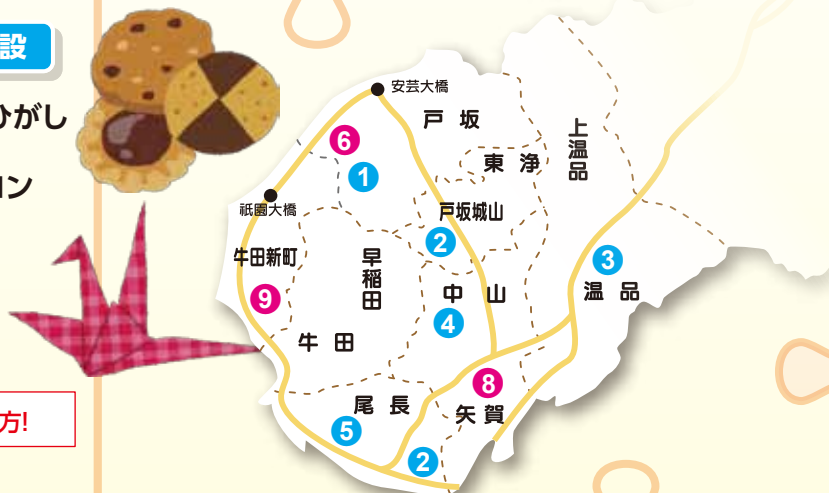 設
ひがし
ョン
方!
安芸大橋
戸坂
6
東浄
上温品
1
祇園大橋
戸坂城山
2
牛田新町
早稲田
3
中山
温品
9
4
牛田
8
尾長
矢賀
5
2